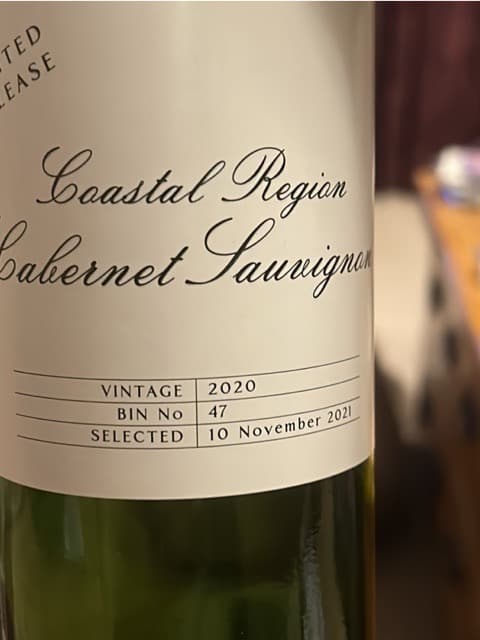 TED
LEASE
Coastal Region
Cabernet Sauvignon
VINTAGE 2020
BIN No 47
SELECTED 10 November 2021